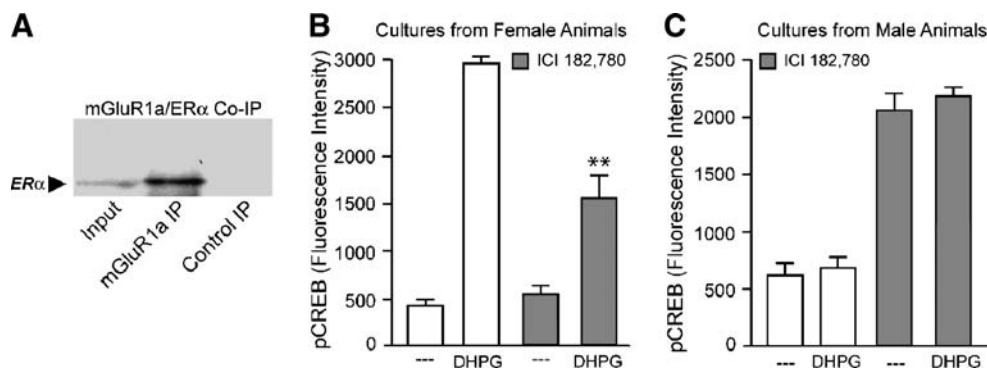 A
mGluR1a/ERα Co-IP
ERα
Input
mGluR1a IP
Control IP
B
Cultures from Female Animals
ICI 182,780
pCREB (Fluorescence Intensity)
3000
2500
2000
1500
1000
500
0
**
---
DHPG
---
DHPG
C
Cultures from Male Animals
ICI 182,780
pCREB (Fluorescence Intensity)
2500
2000
1500
1000
500
0
---
DHPG
---
DHPG